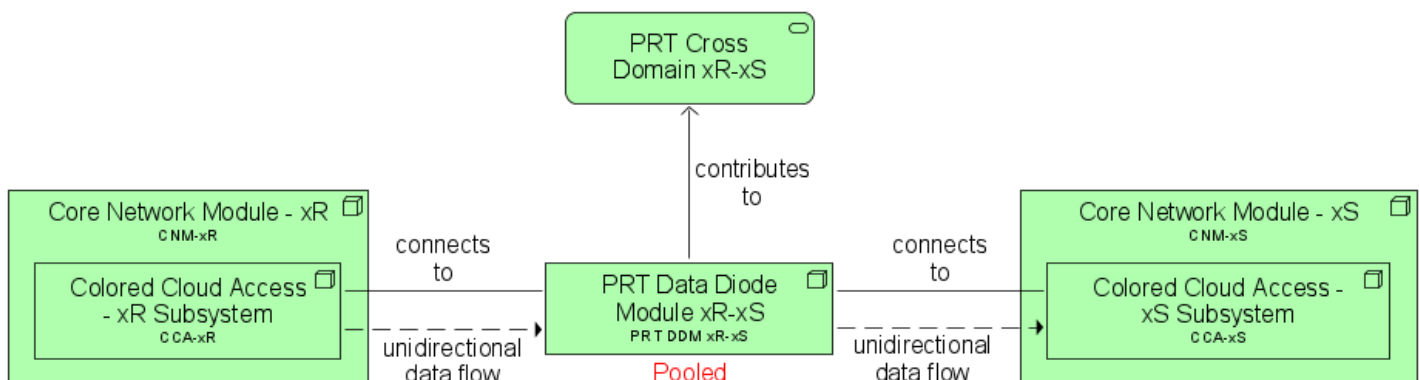 PRT Cross
Domain xR-xS
contributes
to
Core Network Module - xR
CNM-xR
Colored Cloud Access
- xR Subsystem
CCA-xR
connects
to
unidirectional
data flow
PRT Data Diode
Module xR-xS
PRT DDM xR-xS
Pooled
connects
to
unidirectional
data flow
Core Network Module - xS
CNM-xS
Colored Cloud Access -
xS Subsystem
CCA-xS